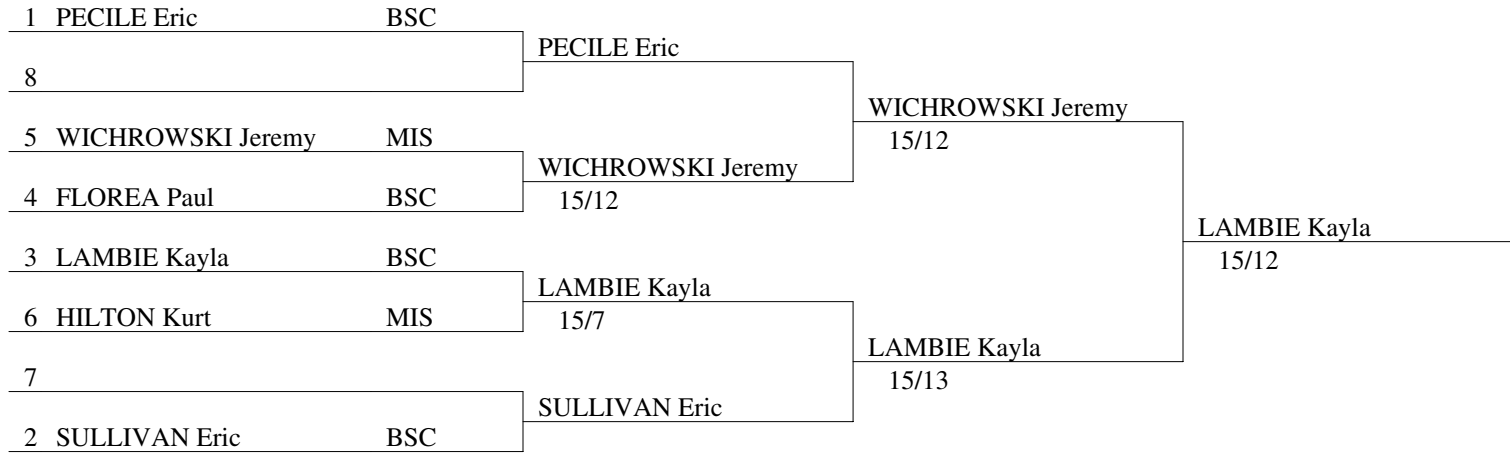 1 PECILE Eric BSC
8
5 WICHROWSKI Jeremy MIS
4 FLOREA Paul BSC
3 LAMBIE Kayla BSC
6 HILTON Kurt MIS
7
2 SULLIVAN Eric BSC
PECILE Eric
WICHROWSKI Jeremy
15/12
LAMBIE Kayla
15/7
SULLIVAN Eric
WICHROWSKI Jeremy
15/12
LAMBIE Kayla
15/13
LAMBIE Kayla
15/12